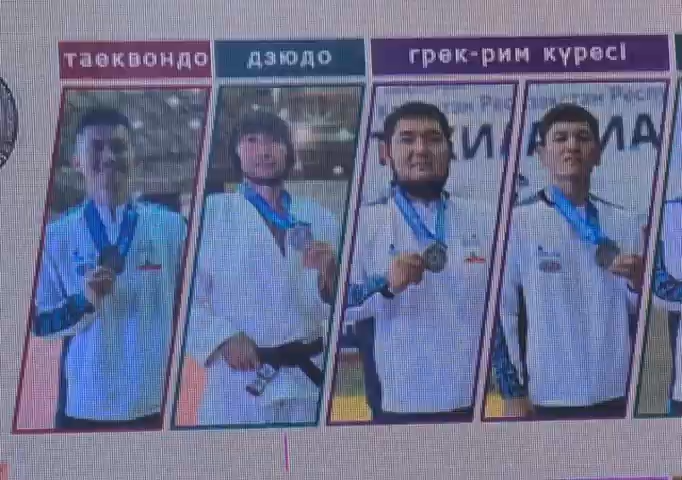 таеквондо
дзюдо
грек-рим күресі